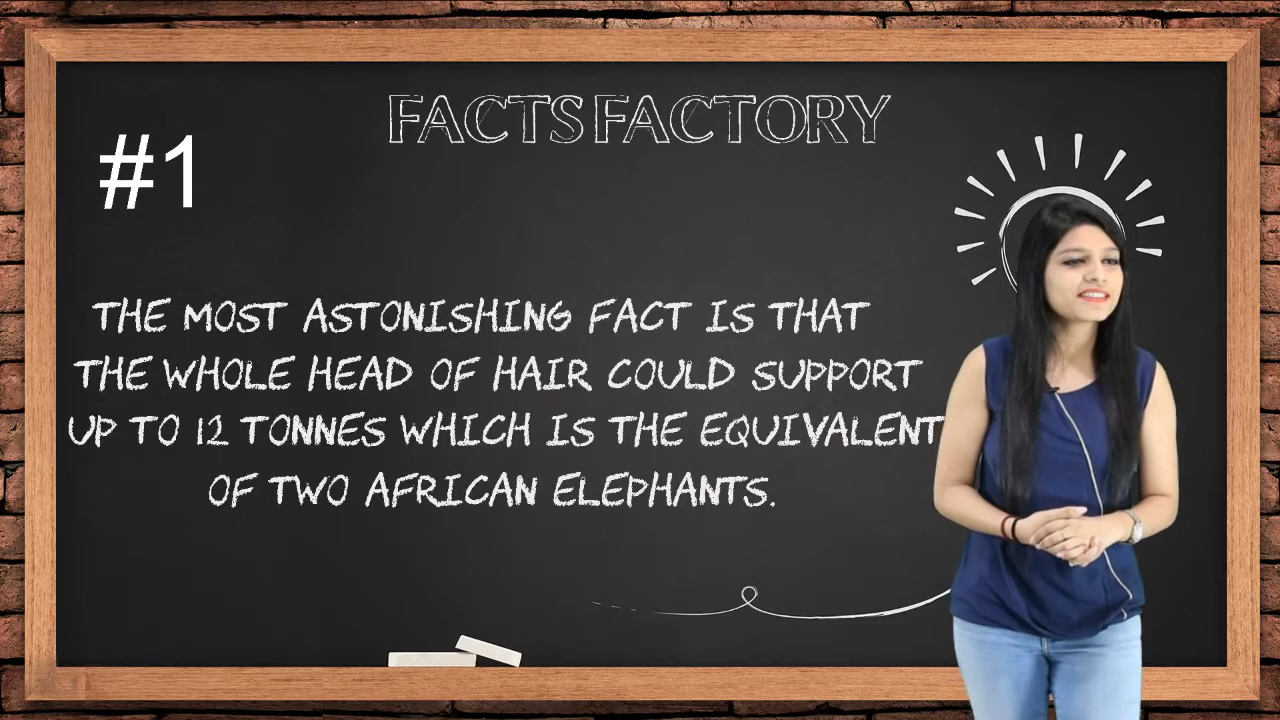 FACTS FACTORY
#1
THE MOST ASTONISHING FACT IS THAT
THE WHOLE HEAD OF HAIR COULD SUPPORT
UP TO 12 TONNES WHICH IS THE EQUIVALENT
OF TWO AFRICAN ELEPHANTS.